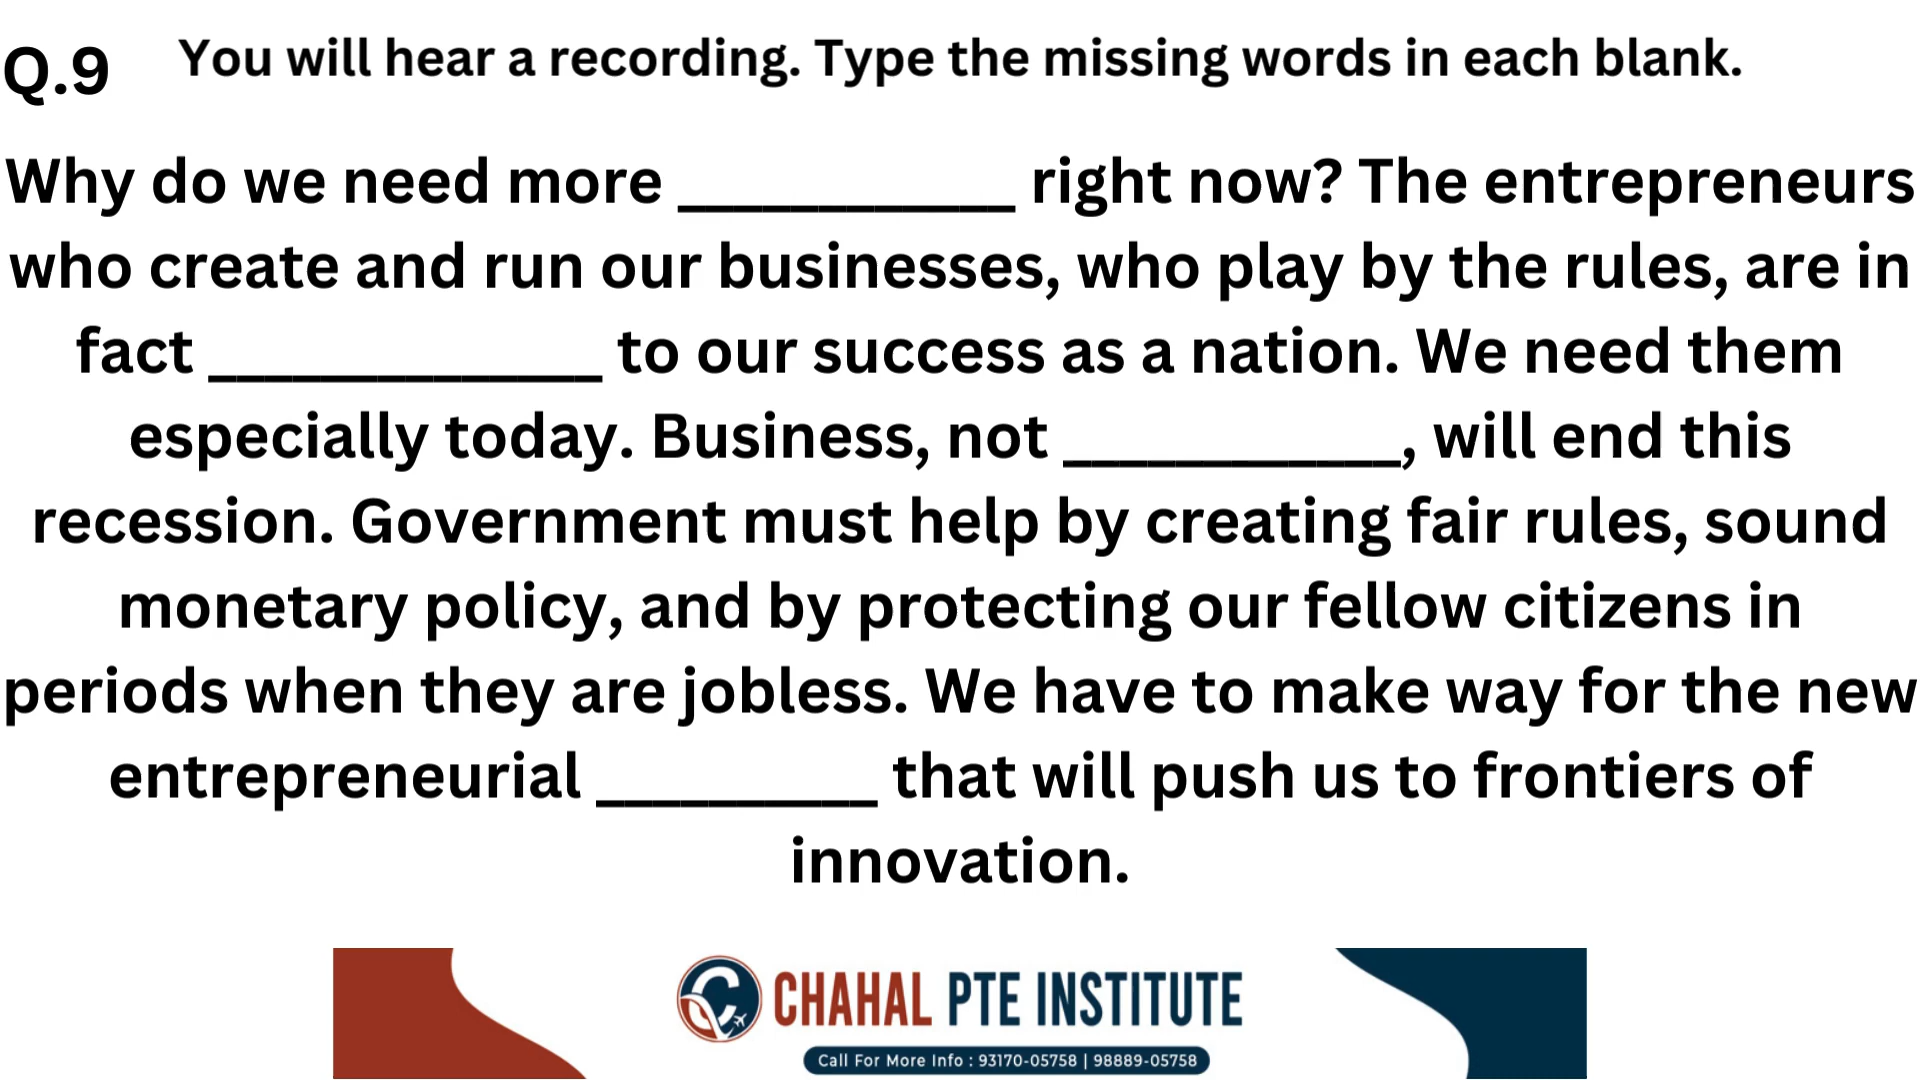 Q.9 You will hear a recording. Type the missing words in each blank.
Why do we need more ____________ right now? The entrepreneurs
who create and run our businesses, who play by the rules, are in
fact ______________ to our success as a nation. We need them
especially today. Business, not ____________, will end this
recession. Government must help by creating fair rules, sound
monetary policy, and by protecting our fellow citizens in
periods when they are jobless. We have to make way for the new
entrepreneurial __________ that will push us to frontiers of
innovation.
CHAHAL PTE INSTITUTE
Call For More Info : 93170-05758 | 98889-05758